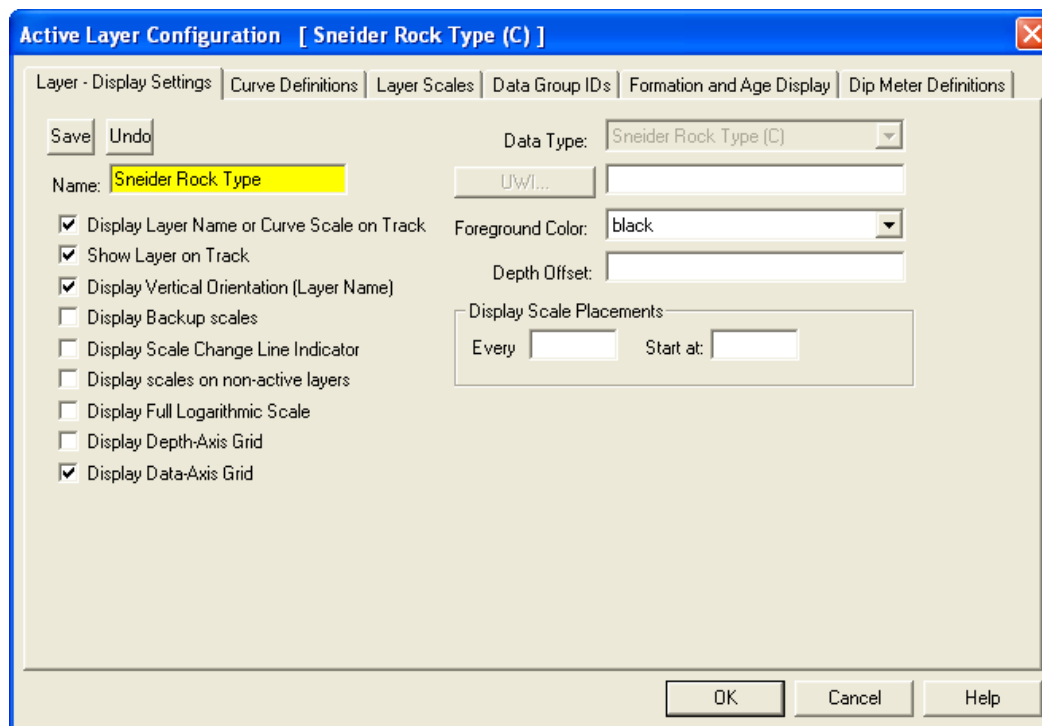 Active Layer Configuration [ Sneider Rock Type (C) ]
Layer - Display Settings Curve Definitions Layer Scales Data Group IDs Formation and Age Display Dip Meter Definitions
Save Undo
Name: Sneider Rock Type
Display Layer Name or Curve Scale on Track
Show Layer on Track
Display Vertical Orientation (Layer Name)
Display Backup scales
Display Scale Change Line Indicator
Display scales on non-active layers
Display Full Logarithmic Scale
Display Depth-Axis Grid
Display Data-Axis Grid
Data Type: Sneider Rock Type (C)
UWI...
Foreground Color: black
Depth Offset:
Display Scale Placements
Every Start at:
OK Cancel Help